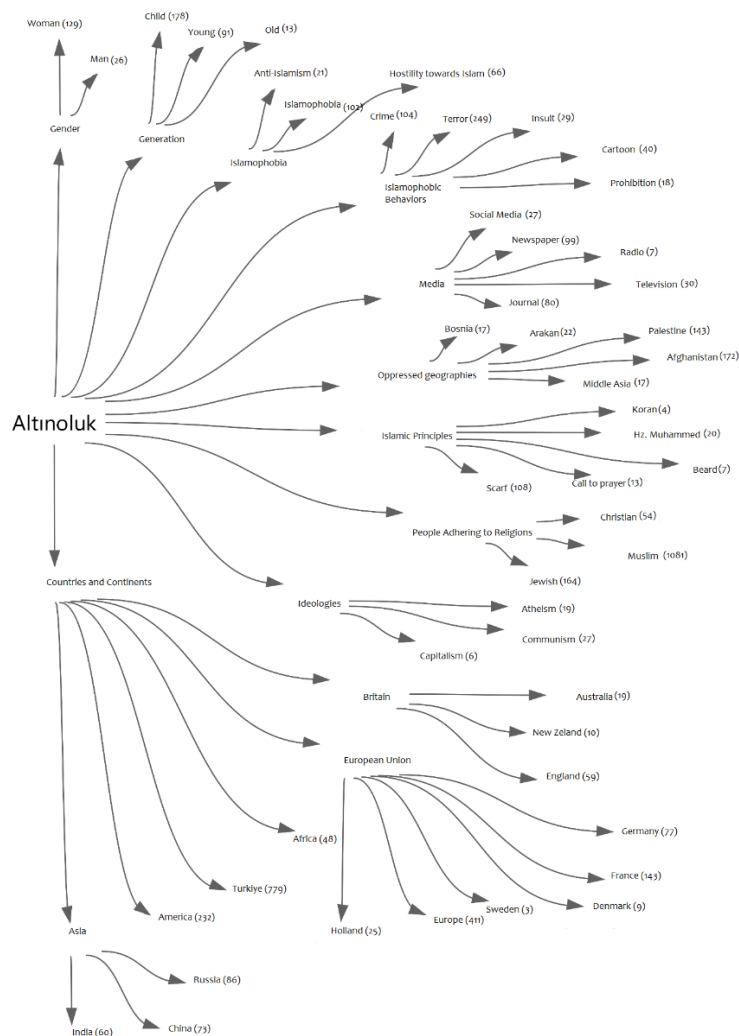 Woman (129)
Man (26)
Gender
Child (178)
Young (91)
Old (13)
Generation
Anti-Islamism (21)
Islamophobia (102)
Hostility towards Islam (66)
Islamophobia
Crime (104)
Terror (249)
Insult (29)
Cartoon (40)
Prohibition (18)
Islamophobic
Behaviors
Social Media (27)
Newspaper (99)
Radio (7)
Television (30)
Journal (80)
Media
Bosnia (17)
Arakan (22)
Palestine (143)
Afghanistan (172)
Middle Asia (17)
Oppressed geographies
Altınoluk
Koran (4)
Hz. Muhammed (20)
Beard (7)
Call to prayer (13)
Scarf (108)
Islamic Principles
Christian (54)
Muslim (1081)
Jewish (164)
People Adhering to Religions
Countries and Continents
Ideologies
Atheism (19)
Communism (27)
Capitalism (6)
Britain
Australia (19)
New Zeland (10)
England (59)
European Union
Germany (77)
France (143)
Denmark (9)
Sweden (3)
Europe (411)
Holland (25)
Africa (48)
Turkiye (779)
America (232)
Asia
Russia (86)
China (73)
India (60)